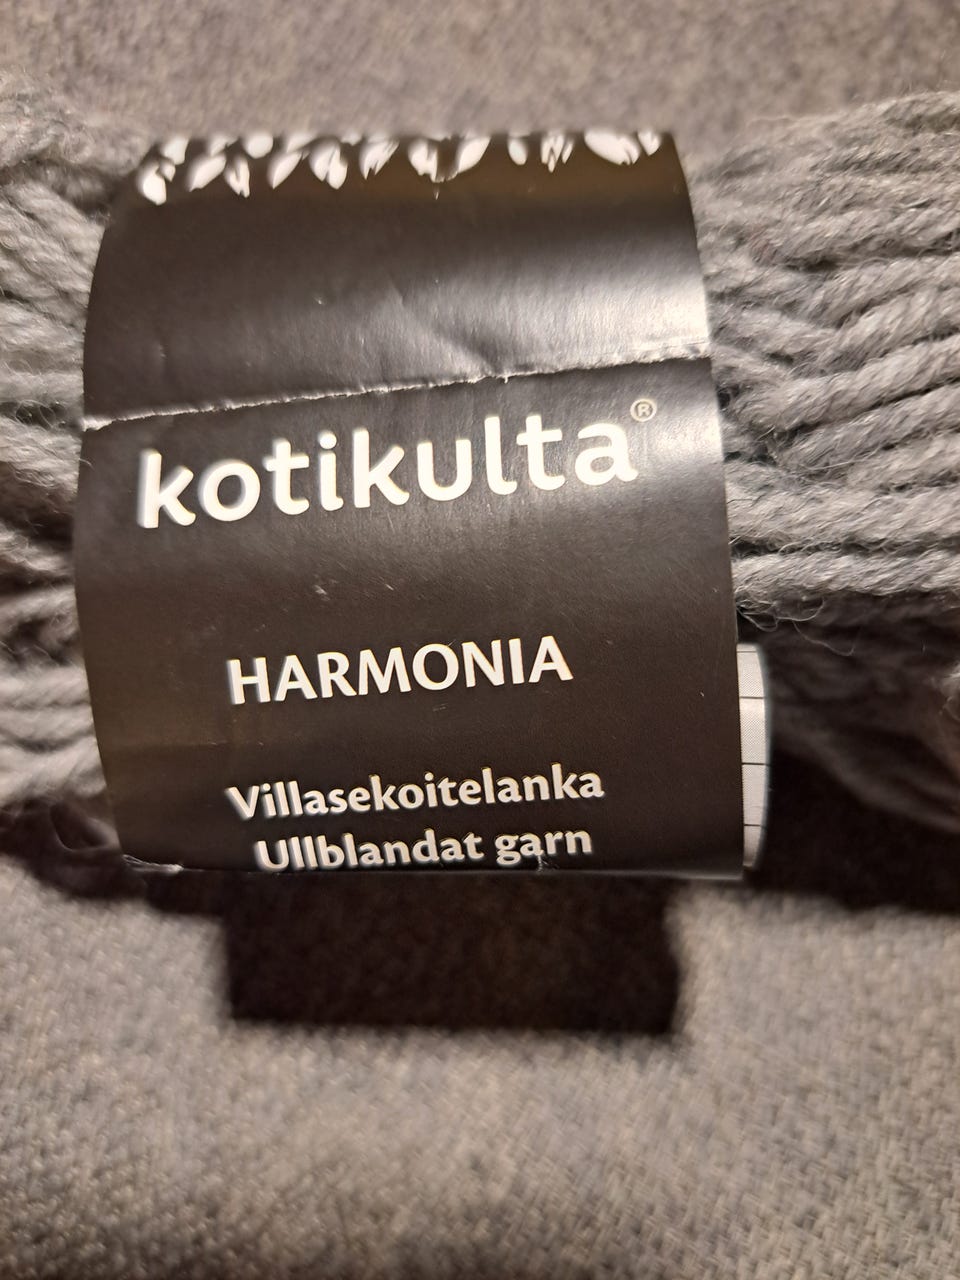 kotikulta®
HARMONIA
Villasekoitelanka
Ullblandat garn